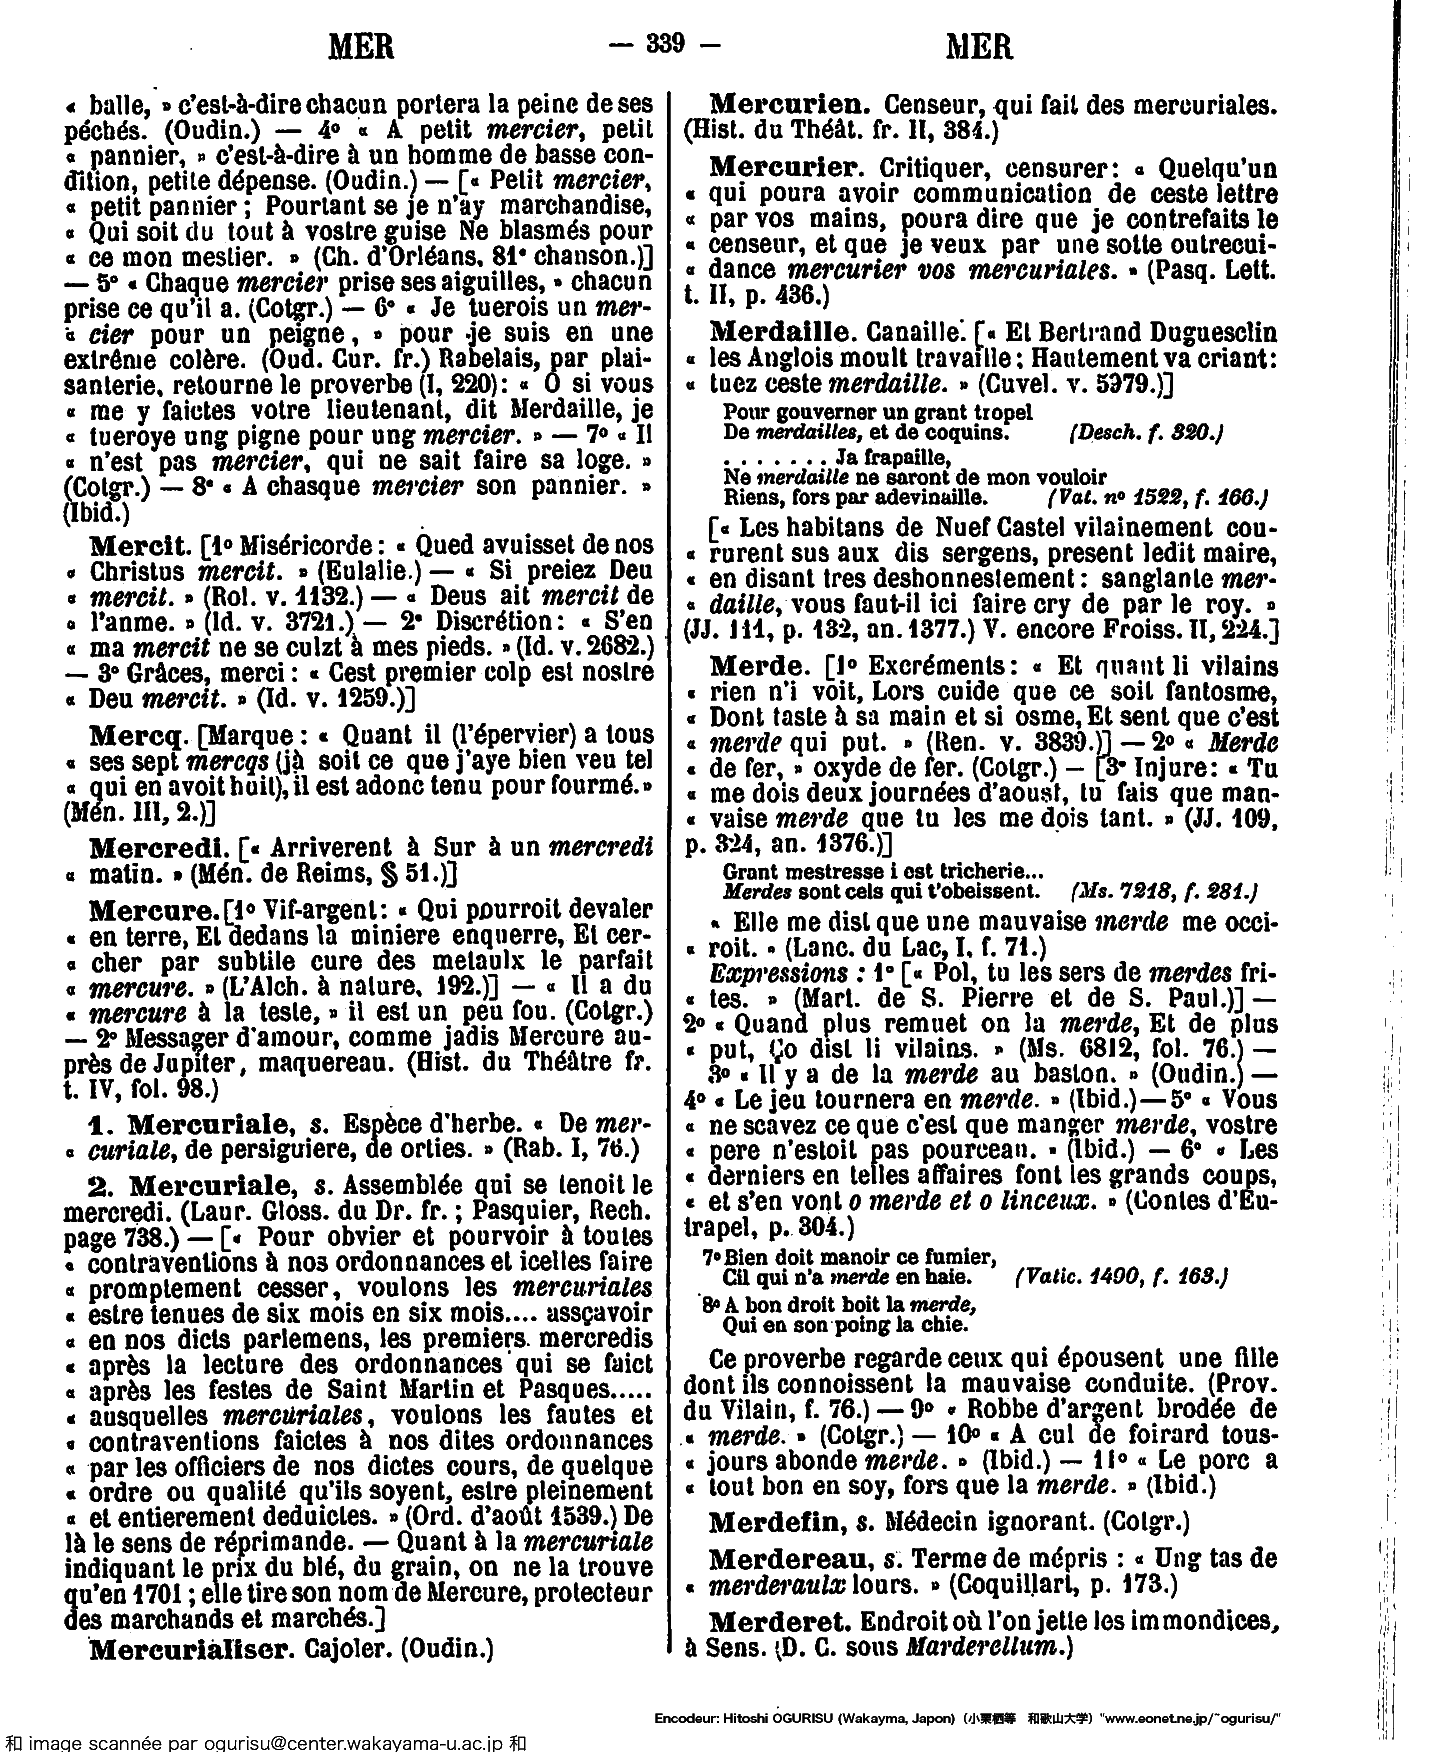 MER — 339 — MER
« balle, » c'est-à-dire chacun portera la peine de ses
péchés. (Oudin.) — 4º « A petit mercier, petit
« pannier, » c'est-à-dire à un homme de basse con-
dition, petite dépense. (Oudin.) — [« Petit mercier,
« petit pannier ; Pourtant se je n'ay marchandise,
« Qui soit du tout à vostre guise Ne blasmés pour
« ce mon mestier. » (Ch. d'Orléans, 81e chanson.)]
— 5º « Chaque mercier prise ses aiguilles, » chacun
prise ce qu'il a. (Cotgr.) — 6º « Je tuerois un mer-
« cier pour un peigne, » pour je suis en une
extrême colère. (Oud. Cur. fr.) Rabelais, par plai-
santerie, retourne le proverbe (I, 220) : « O si vous
« me y faictes votre lieutenant, dit Merdaille, je
« tueroye ung pigne pour ung mercier. » — 7º « Il
« n'est pas mercier, qui ne sait faire sa loge. »
(Cotgr.) — 8º « A chasque mercier son pannier. »
(Ibid.)
Mercit. [1º Miséricorde : « Qued avuisset de nos
« Christus mercit. » (Eulalie.) — « Si preiez Deu
« mercit. » (Rol. v. 1132.) — « Deus ait mercit de
« l'anme. » (Id. v. 3721.) — 2º Discrétion : « S'en
« ma mercit ne se culzt à mes pieds. » (Id. v. 2682.)
— 3º Grâces, merci : « Cest premier colp est nostre
« Deu mercit. » (Id. v. 1259.)]
Mercq. [Marque : « Quant il (l'épervier) a tous
« ses sept mercqs (jà soit ce que j'aye bien veu tel
« qui en avoit huit), il est adonc tenu pour fourmé. »
(Mén. III, 2.)]
Mercredi. [« Arriverent à Sur à un mercredi
« matin. » (Mén. de Reims, § 51.)]
Mercure. [1º Vif-argent : « Qui pourroit devaler
« en terre, Et dedans la miniere enquerre, Et cer-
« cher par subtile cure des metaulx le parfait
« mercure. » (L'Alch. à nature, 192.)] — « Il a du
« mercure à la teste, » il est un peu fou. (Cotgr.)
— 2º Messager d'amour, comme jadis Mercure au-
près de Jupiter, maquereau. (Hist. du Théâtre fr.
t. IV, fol. 98.)
1. Mercuriale, s. Espèce d'herbe. « De mer-
« curiale, de persiguiere, de orties. » (Rab. I, 76.)
2. Mercuriale, s. Assemblée qui se tenoit le
mercredi. (Laur. Gloss. du Dr. fr. ; Pasquier, Rech.
page 738.) — [« Pour obvier et pourvoir à toutes
« contraventions à nos ordonnances et icelles faire
« promptement cesser, voulons les mercuriales
« estre tenues de six mois en six mois.... assçavoir
« en nos dicts parlemens, les premiers mercredis
« après la lecture des ordonnances qui se faict
« après les festes de Saint Martin et Pasques.....
« ausquelles mercuriales, voulons les fautes et
« contraventions faictes à nos dites ordonnances
« par les officiers de nos dictes cours, de quelque
« ordre ou qualité qu'ils soyent, estre pleinement
« et entierement deduictes. » (Ord. d'août 1539.) De
là le sens de réprimande. — Quant à la mercuriale
indiquant le prix du blé, du grain, on ne la trouve
qu'en 1701 ; elle tire son nom de Mercure, protecteur
des marchands et marchés.]
Mercurialiser. Cajoler. (Oudin.)
Mercurien. Censeur, qui fait des mercuriales.
(Hist. du Théât. fr. II, 384.)
Mercurier. Critiquer, censurer : « Quelqu'un
« qui poura avoir communication de ceste lettre
« par vos mains, poura dire que je contrefaits le
« censeur, et que je veux par une sotte outrecui-
« dance mercurier vos mercuriales. » (Pasq. Lett.
t. II, p. 436.)
Merdaille. Canaille. [« Et Bertrand Duguesclin
« les Anglois moult travaille ; Hautement va criant :
« tuez ceste merdaille. » (Cuvel. v. 5979.)]
Pour gouverner un grant tropel
De merdailles, et de coquins. (Desch. f. 320.)
. . . . . . . Ja frapaille,
Ne merdaille ne saront de mon vouloir
Riens, fors par adevinaille. (Vat. nº 1522, f. 166.)
[« Les habitans de Nuef Castel vilainement cou-
« rurent sus aux dis sergens, present ledit maire,
« en disant tres deshonnestement : sanglante mer-
« daille, vous faut-il ici faire cry de par le roy. »
(JJ. 111, p. 132, an. 1377.) V. encore Froiss. II, 224.]
Merde. [1º Excréments : « Et quant li vilains
« rien n'i voit, Lors cuide que ce soit fantosme,
« Dont taste à sa main et si osme, Et sent que c'est
« merde qui put. » (Ren. v. 3839.)] — 2º « Merde
« de fer, » oxyde de fer. (Cotgr.) — [3º Injure : « Tu
« me dois deux journées d'aoust, tu fais que man-
« vaise merde que tu les me dois tant. » (JJ. 109,
p. 324, an. 1376.)]
Grant mestresse i est tricherie...
Merdes sont cels qui t'obeissent. (Ms. 7218, f. 281.)
« Elle me dist que une mauvaise merde me occi-
« roit. » (Lanc. du Lac, I, f. 71.)
Expressions : 1º [« Pol, tu les sers de merdes fri-
« tes. » (Mart. de S. Pierre et de S. Paul.)] —
2º « Quand plus remuet on la merde, Et de plus
« put, Ço dist li vilains. » (Ms. 6812, fol. 76.) —
3º « Il y a de la merde au baston. » (Oudin.) —
4º « Le jeu tournera en merde. » (Ibid.) — 5º « Vous
« ne scavez ce que c'est que manger merde, vostre
« pere n'estoit pas pourceau. » (Ibid.) — 6º « Les
« derniers en telles affaires font les grands coups,
« et s'en vont o merde et o linceux. » (Contes d'Eu-
trapel, p. 304.)
7º Bien doit manoir ce fumier,
Cil qui n'a merde en haie. (Vatic. 1490, f. 163.)
8º A bon droit boit la merde,
Qui en son poing la chie.
Ce proverbe regarde ceux qui épousent une fille
dont ils connoissent la mauvaise conduite. (Prov.
du Vilain, f. 76.) — 9º « Robbe d'argent brodée de
« merde. » (Cotgr.) — 10º « A cul de foirard tous-
« jours abonde merde. » (Ibid.) — 11º « Le porc a
« tout bon en soy, fors que la merde. » (Ibid.)
Merdefin, s. Médecin ignorant. (Cotgr.)
Merdereau, s. Terme de mépris : « Ung tas de
« merderaulx lours. » (Coquillart, p. 173.)
Merderet. Endroit où l'on jette les immondices,
à Sens. (D. C. sous Marderellum.)
Encodeur: Hitoshi OGURISU (Wakayma, Japon) (小栗栖等 和歌山大学) "www.eonet.ne.jp/~ogurisu/"
和 image scannée par ogurisu@center.wakayama-u.ac.jp 和